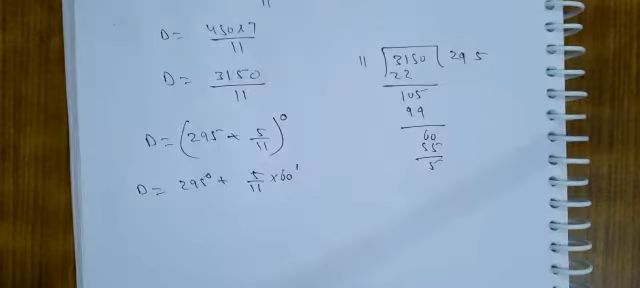 11
D = 450×7
11
D = 3150
11
D = (295 + 5/11)°
D = 295° + 5/11 × 60'
11 ) 3150 ( 295
22
105
99
60
55
5